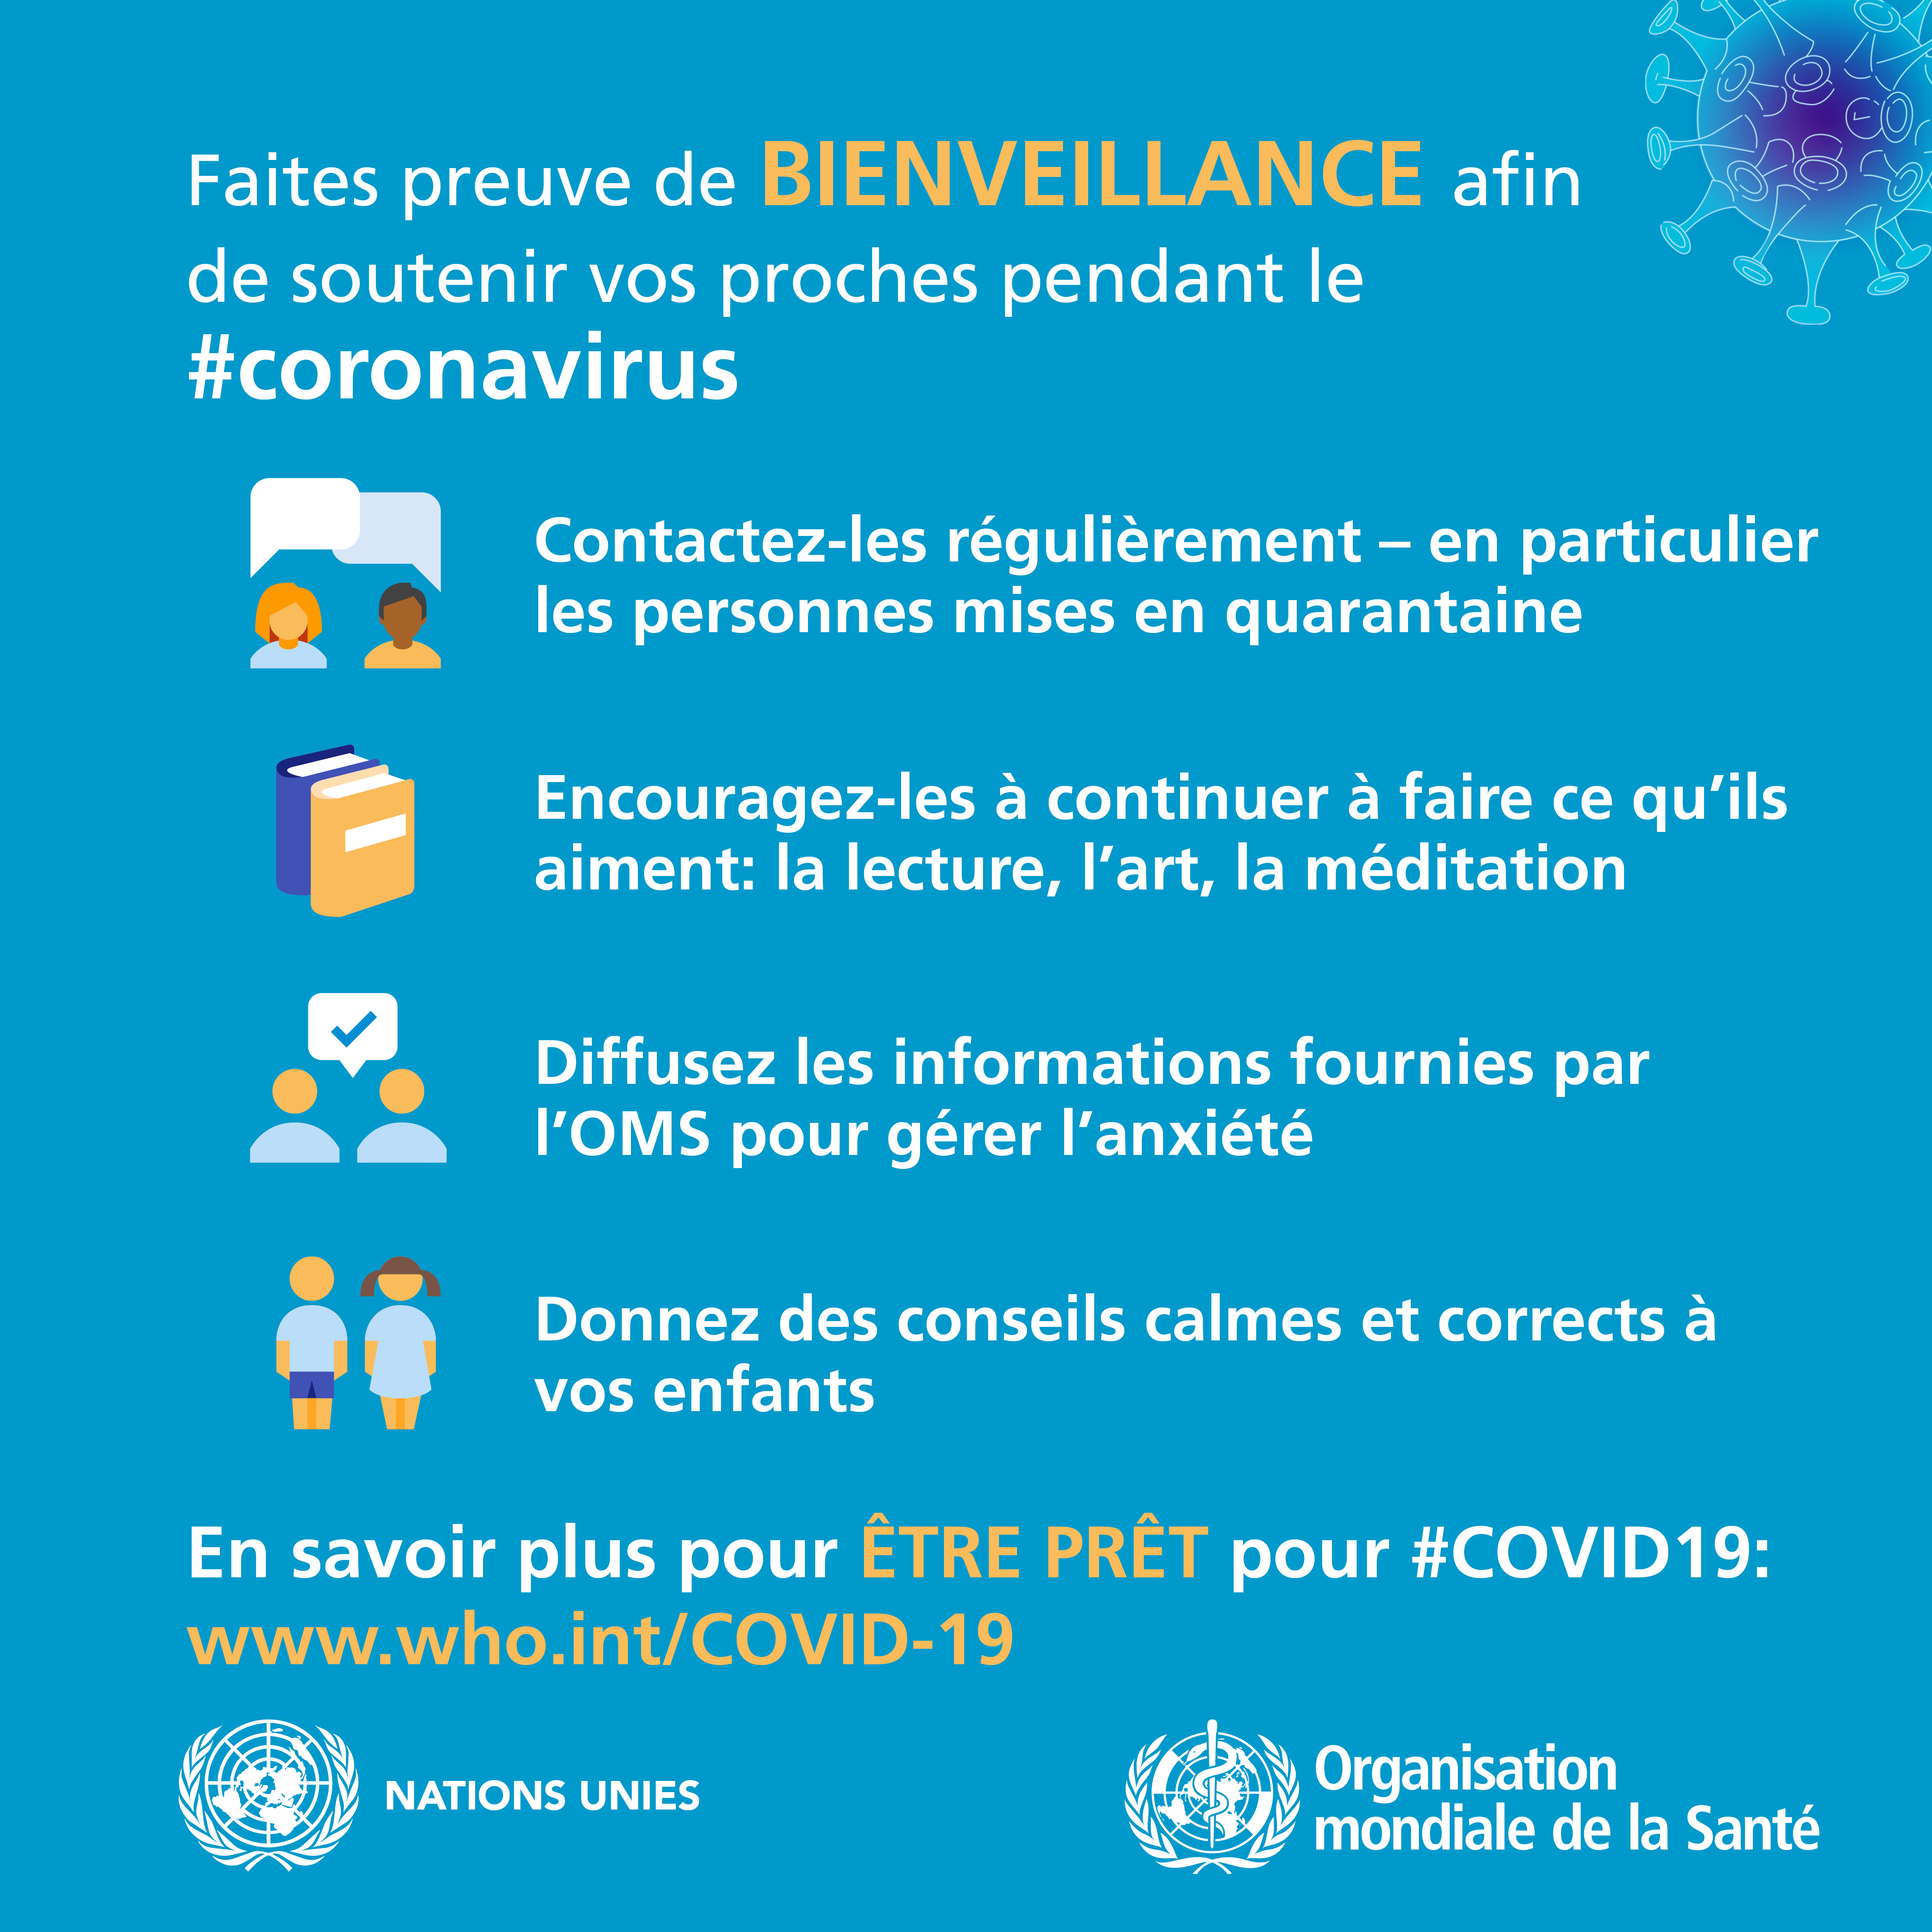 Faites preuve de BIENVEILLANCE afin
de soutenir vos proches pendant le
#coronavirus
Contactez-les régulièrement – en particulier
les personnes mises en quarantaine
Encouragez-les à continuer à faire ce qu’ils
aiment: la lecture, l’art, la méditation
Diffusez les informations fournies par
l’OMS pour gérer l’anxiété
Donnez des conseils calmes et corrects à
vos enfants
En savoir plus pour ÊTRE PRÊT pour #COVID19:
www.who.int/COVID-19
NATIONS UNIES
Organisation
mondiale de la Santé